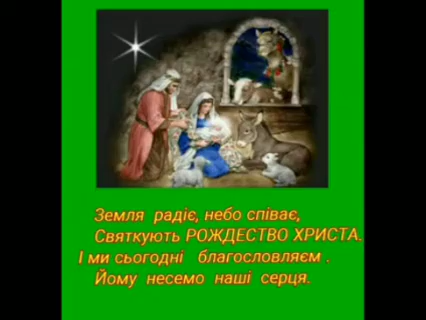 Земля радіє, небо співає,
Святкують РОЖДЕСТВО ХРИСТА.
І ми сьогодні благословляєм .
Йому несемо наші серця.